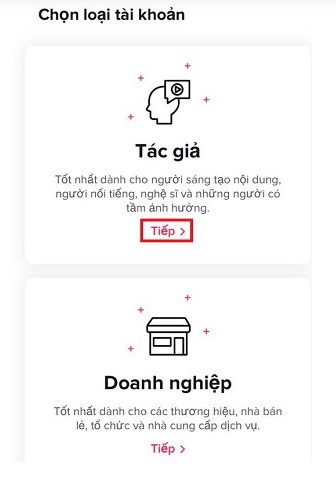 Chọn loại tài khoản
Tác giả
Tốt nhất dành cho người sáng tạo nội dung,
người nổi tiếng, nghệ sĩ và những người có
tầm ảnh hưởng.
Tiếp >
Doanh nghiệp
Tốt nhất dành cho các thương hiệu, nhà bán
lẻ, tổ chức và nhà cung cấp dịch vụ.
Tiếp >